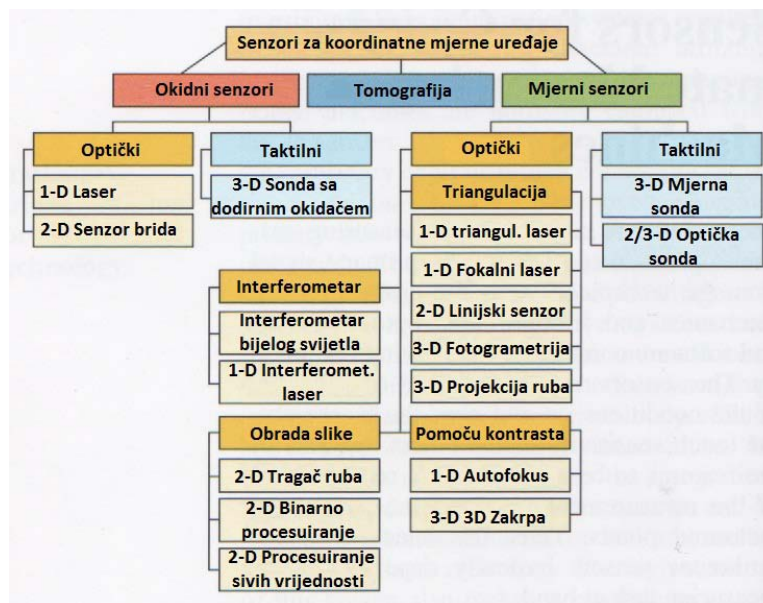 Senzori za koordinatne mjerne uređaje
Okidni senzori
Tomografija
Mjerni senzori
Optički
Taktilni
Optički
Taktilni
1-D Laser
2-D Senzor brida
3-D Sonda sa
dodirnim okidačem
Triangulacija
1-D triangul. laser
1-D Fokalni laser
2-D Linijski senzor
3-D Fotogrametrija
3-D Projekcija ruba
3-D Mjerna
sonda
2/3-D Optička
sonda
Interferometar
Interferometar
bijelog svijetla
1-D Interferomet.
laser
Obrada slike
2-D Tragač ruba
2-D Binarno
procesuiranje
2-D Procesuiranje
sivih vrijednosti
Pomoću kontrasta
1-D Autofokus
3-D 3D Zakrpa